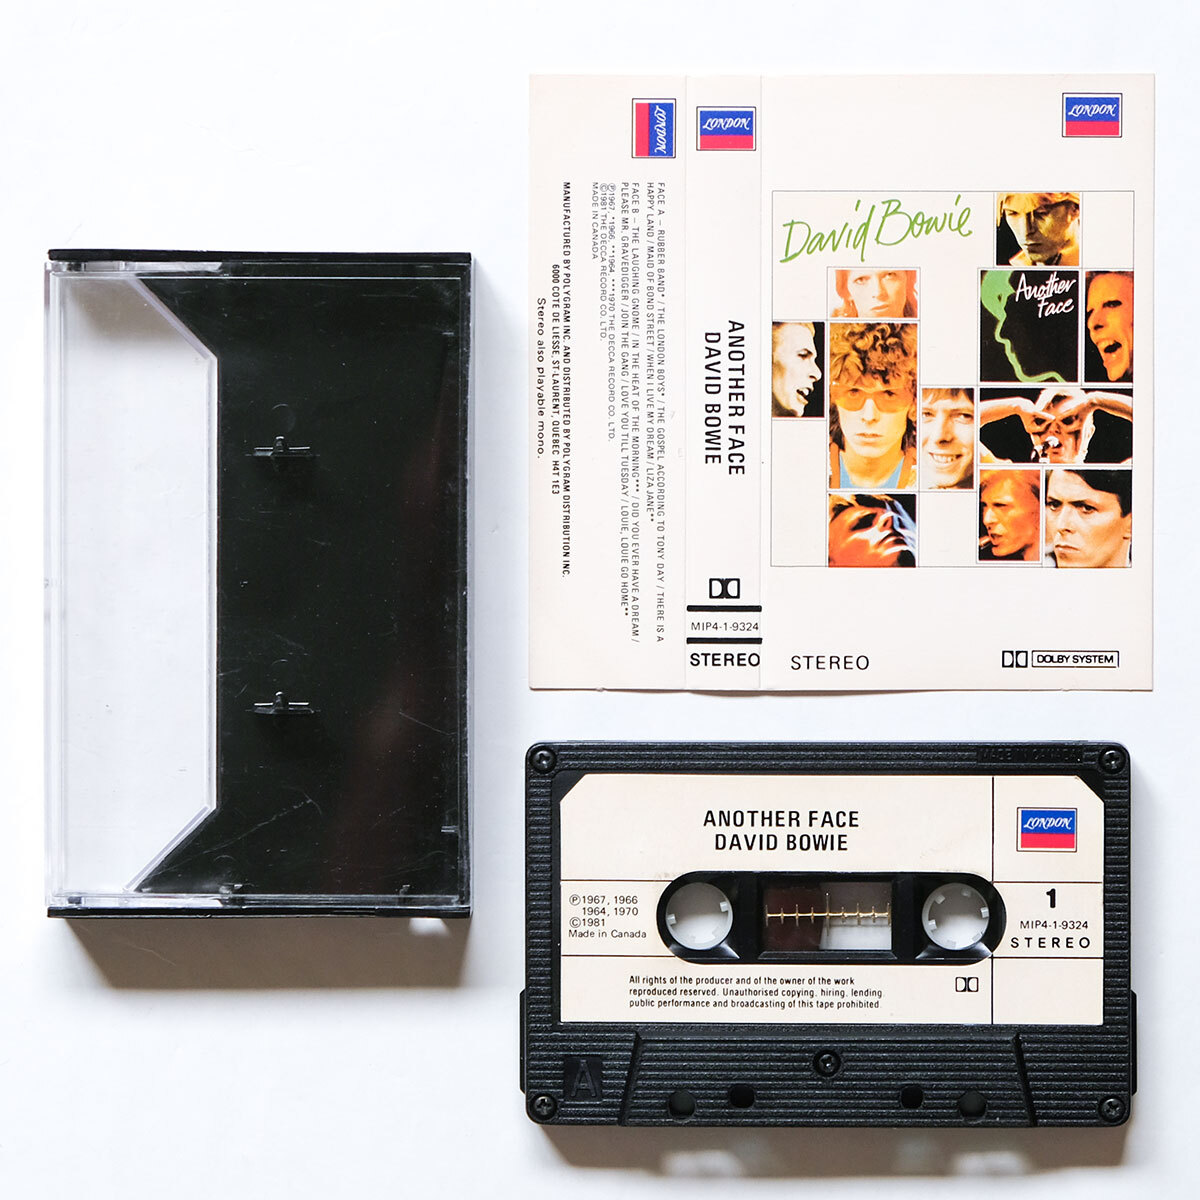 LONDON
FACE A – RUBBER BAND* / THE LONDON BOYS* / THE GOSPEL ACCORDING TO TONY DAY / THERE IS A
HAPPY LAND / MAID OF BOND STREET / WHEN I LIVE MY DREAM / LIZA JANE**
FACE B – THE LAUGHING GNOME / IN THE HEAT OF THE MORNING*** / DID YOU EVER HAVE A DREAM /
PLEASE MR. GRAVEDIGGER / JOIN THE GANG / LOVE YOU TILL TUESDAY / LOUIE, LOUIE GO HOME**
Ⓟ1967, *1966 **1964 ***1970 THE DECCA RECORD CO. LTD.
©1981 THE DECCA RECORD CO. LTD.
MADE IN CANADA
MANUFACTURED BY POLYGRAM INC. AND DISTRIBUTED BY POLYGRAM DISTRIBUTION INC.
6000 COTE DE LIESSE, ST-LAURENT, QUEBEC H4T 1E3
Stereo also playable mono.
LONDON
ANOTHER FACE
DAVID BOWIE
MIP4-1-9324
STEREO
LONDON
David Bowie
Another
Face
STEREO
DOLBY SYSTEM
ANOTHER FACE
DAVID BOWIE
LONDON
Ⓟ1967, 1966
1964, 1970
©1981
Made in Canada
1
MIP4-1-9324
STEREO
All rights of the producer and of the owner of the work
reproduced reserved. Unauthorised copying, hiring, lending
public performance and broadcasting of this tape prohibited.
A